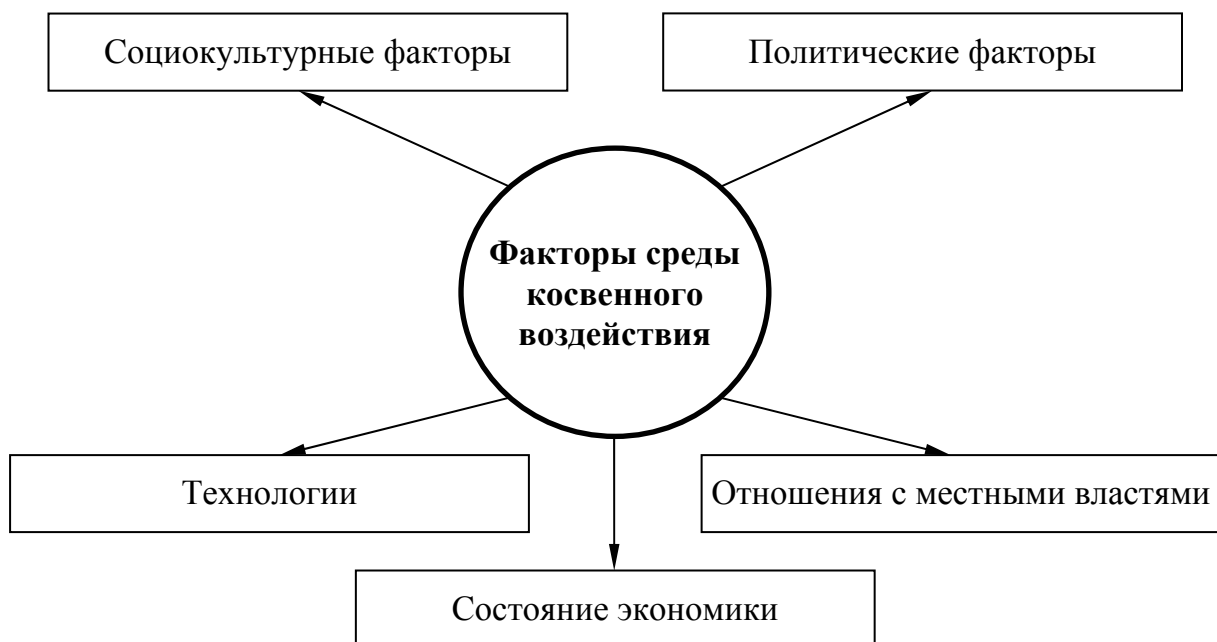 Социокультурные факторы
Политические факторы
Факторы среды
косвенного
воздействия
Технологии
Отношения с местными властями
Состояние экономики